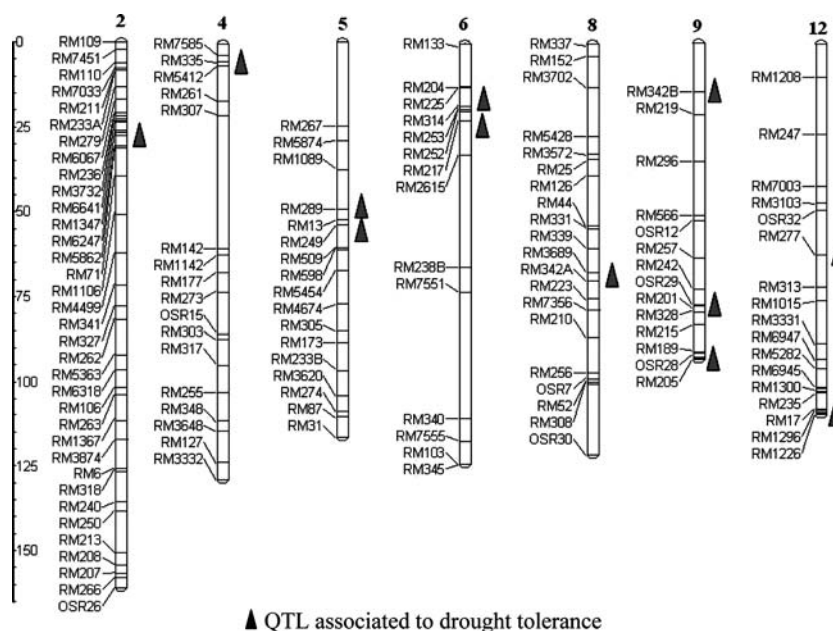 2 4 5 6 8 9 12
0
25
50
75
100
125
150
RM109
RM7451
RM110
RM7033
RM211
RM233A
RM279
RM6067
RM236
RM3732
RM6641
RM1347
RM6247
RM5862
RM71
RM1106
RM4499
RM341
RM327
RM262
RM5363
RM6318
RM106
RM263
RM1367
RM3874
RM6
RM318
RM240
RM250
RM213
RM208
RM207
RM266
OSR26
RM7585
RM335
RM5412
RM261
RM307
RM142
RM1142
RM177
RM273
OSR15
RM303
RM317
RM255
RM348
RM3648
RM127
RM3332
RM267
RM5874
RM1089
RM289
RM13
RM249
RM509
RM598
RM5454
RM4674
RM305
RM173
RM233B
RM3620
RM274
RM87
RM31
RM133
RM204
RM225
RM314
RM253
RM252
RM217
RM2615
RM238B
RM7551
RM340
RM7555
RM103
RM345
RM337
RM152
RM3702
RM5428
RM3572
RM25
RM126
RM44
RM331
RM339
RM3689
RM342A
RM223
RM7356
RM210
RM256
OSR7
RM52
RM308
OSR30
RM342B
RM219
RM296
RM566
OSR12
RM257
RM242
OSR29
RM201
RM328
RM215
RM189
OSR28
RM205
RM1208
RM247
RM7003
RM3103
OSR32
RM277
RM313
RM1015
RM3331
RM6947
RM5282
RM6945
RM1300
RM235
RM17
RM1296
RM1226
QTL associated to drought tolerance